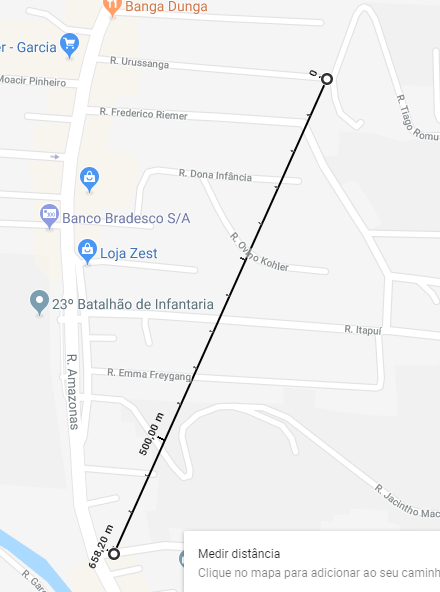 Banga Dunga
er - Garcia
R. Urussanga
0
Moacir Pinheiro
R. Frederico Riemer
R. Tiago Romu
R. Dona Infância
Banco Bradesco S/A
R. Ovino Kohler
Loja Zest
23º Batalhão de Infantaria
R. Itapuí
R. Amazonas
R. Emma Freygang
500,00 m
R. Jacintho Mac
658,20 m
R. Gar
Medir distância
Clique no mapa para adicionar ao seu caminh